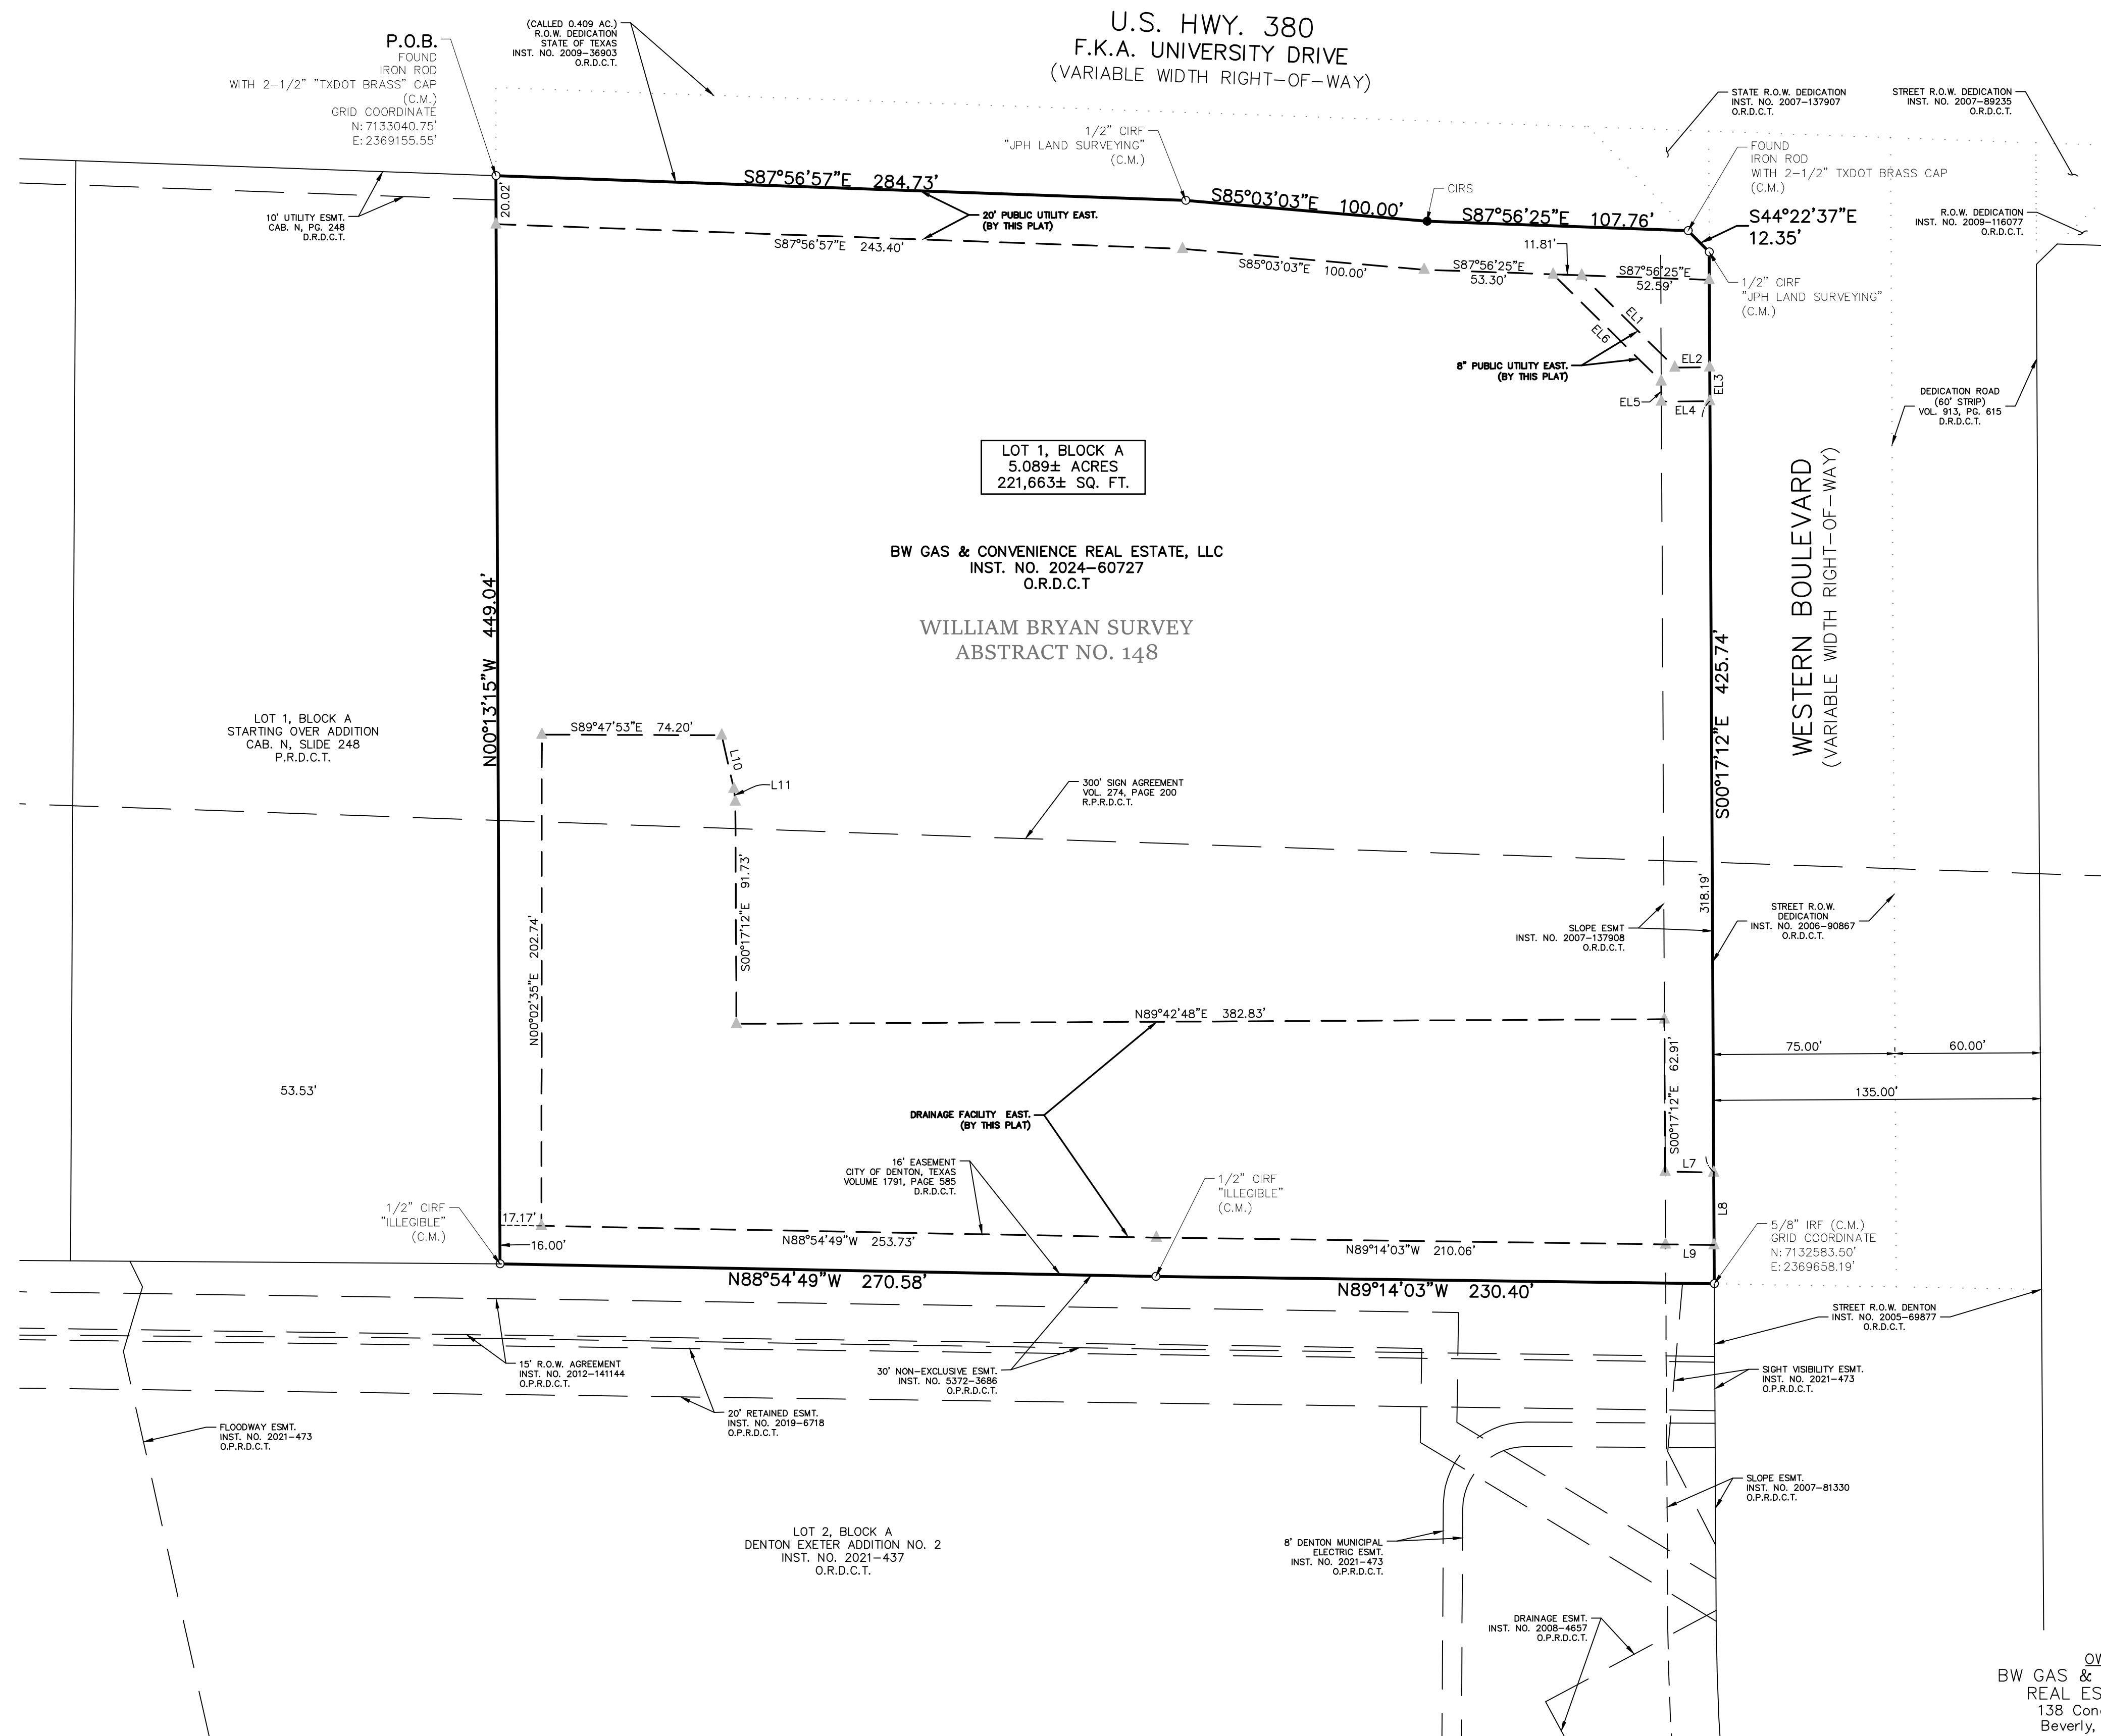 U.S. HWY. 380
F.K.A. UNIVERSITY DRIVE
(VARIABLE WIDTH RIGHT-OF-WAY)
(CALLED 0.409 AC.)
R.O.W. DEDICATION
STATE OF TEXAS
INST. NO. 2009-36903
O.R.D.C.T.
P.O.B.
FOUND
IRON ROD
WITH 2-1/2" "TXDOT BRASS" CAP
(C.M.)
GRID COORDINATE
N: 7133040.75'
E: 2369155.55'
1/2" CIRF
"JPH LAND SURVEYING"
(C.M.)
STATE R.O.W. DEDICATION
INST. NO. 2007-137907
O.R.D.C.T.
STREET R.O.W. DEDICATION
INST. NO. 2007-89235
O.R.D.C.T.
FOUND
IRON ROD
WITH 2-1/2" TXDOT BRASS CAP
(C.M.)
CIRS
S87°56'57"E 284.73'
S85°03'03"E 100.00'
S87°56'25"E 107.76'
S44°22'37"E
12.35'
R.O.W. DEDICATION
INST. NO. 2009-116077
O.R.D.C.T.
20.02'
10' UTILITY ESMT.
CAB. N, PG. 248
D.R.D.C.T.
20' PUBLIC UTILITY EAST.
(BY THIS PLAT)
S87°56'57"E 243.40'
S85°03'03"E 100.00'
11.81'
S87°56'25"E
53.30'
S87°56'25"E
52.59'
1/2" CIRF
"JPH LAND SURVEYING"
(C.M.)
EL1
EL6
8" PUBLIC UTILITY EAST.
(BY THIS PLAT)
EL2
EL3
EL5
EL4
DEDICATION ROAD
(60' STRIP)
VOL. 913, PG. 615
D.R.D.C.T.
LOT 1, BLOCK A
5.089± ACRES
221,663± SQ. FT.
BW GAS & CONVENIENCE REAL ESTATE, LLC
INST. NO. 2024-60727
O.R.D.C.T
WILLIAM BRYAN SURVEY
ABSTRACT NO. 148
WESTERN BOULEVARD
(VARIABLE WIDTH RIGHT-OF-WAY)
N00°13'15"W 449.04'
S00°17'12"E 425.74'
LOT 1, BLOCK A
STARTING OVER ADDITION
CAB. N, SLIDE 248
P.R.D.C.T.
S89°47'53"E 74.20'
L10
L11
300' SIGN AGREEMENT
VOL. 274, PAGE 200
R.P.R.D.C.T.
S00°17'12"E 91.73'
N00°02'35"E 202.74'
318.19'
STREET R.O.W.
DEDICATION
INST. NO. 2006-90867
O.R.D.C.T.
SLOPE ESMT
INST. NO. 2007-137908
O.R.D.C.T.
N89°42'48"E 382.83'
S00°17'12"E 62.91'
75.00'
60.00'
135.00'
53.53'
DRAINAGE FACILITY EAST.
(BY THIS PLAT)
16' EASEMENT
CITY OF DENTON, TEXAS
VOLUME 1791, PAGE 585
D.R.D.C.T.
1/2" CIRF
"ILLEGIBLE"
(C.M.)
L7
L8
L9
1/2" CIRF
"ILLEGIBLE"
(C.M.)
17.17'
16.00'
N88°54'49"W 253.73'
N89°14'03"W 210.06'
5/8" IRF (C.M.)
GRID COORDINATE
N: 7132583.50'
E: 2369658.19'
N88°54'49"W 270.58'
N89°14'03"W 230.40'
STREET R.O.W. DENTON
INST. NO. 2005-69877
O.R.D.C.T.
15' R.O.W. AGREEMENT
INST. NO. 2012-141144
O.P.R.D.C.T.
30' NON-EXCLUSIVE ESMT.
INST. NO. 5372-3686
O.P.R.D.C.T.
SIGHT VISIBILITY ESMT.
INST. NO. 2021-473
O.P.R.D.C.T.
20' RETAINED ESMT.
INST. NO. 2019-6718
O.P.R.D.C.T.
FLOODWAY ESMT.
INST. NO. 2021-473
O.P.R.D.C.T.
SLOPE ESMT.
INST. NO. 2007-81330
O.P.R.D.C.T.
LOT 2, BLOCK A
DENTON EXETER ADDITION NO. 2
INST. NO. 2021-437
O.R.D.C.T.
8' DENTON MUNICIPAL
ELECTRIC ESMT.
INST. NO. 2021-473
O.P.R.D.C.T.
DRAINAGE ESMT.
INST. NO. 2008-4657
O.P.R.D.C.T.
BW GAS &
REAL
138
Beverly,